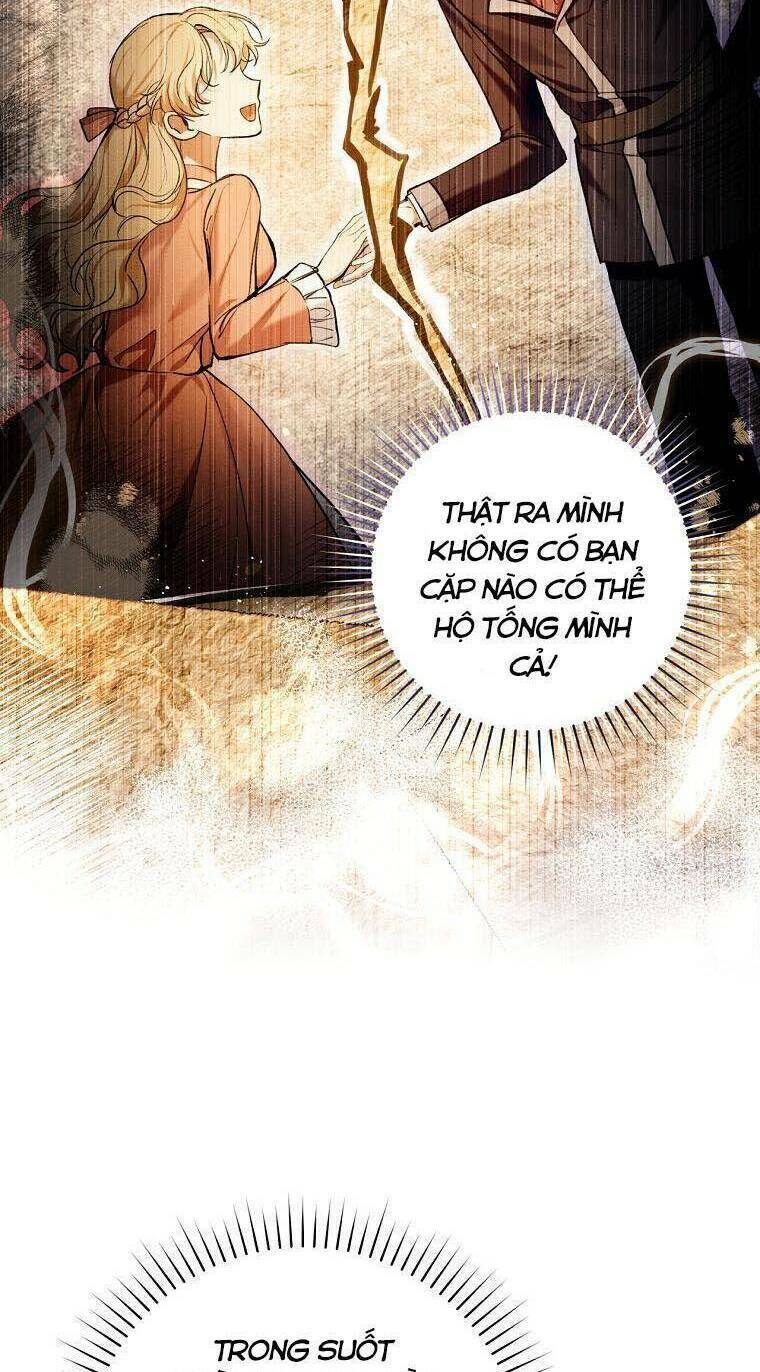 THẬT RA MÌNH
KHÔNG CÓ BẠN
CẶP NÀO CÓ THỂ
HỘ TỐNG MÌNH
CẢ!
TRONG SUỐT